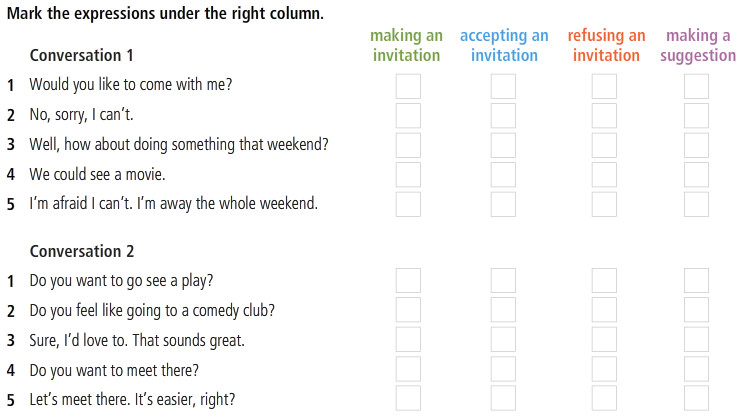 Mark the expressions under the right column.
making an invitation
accepting an invitation
refusing an invitation
making a suggestion
Conversation 1
1 Would you like to come with me?
2 No, sorry, I can't.
3 Well, how about doing something that weekend?
4 We could see a movie.
5 I'm afraid I can't. I'm away the whole weekend.
Conversation 2
1 Do you want to go see a play?
2 Do you feel like going to a comedy club?
3 Sure, I'd love to. That sounds great.
4 Do you want to meet there?
5 Let's meet there. It's easier, right?